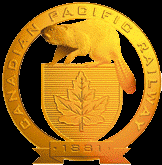 CANADIAN PACIFIC RAILWAY
· 1881 ·